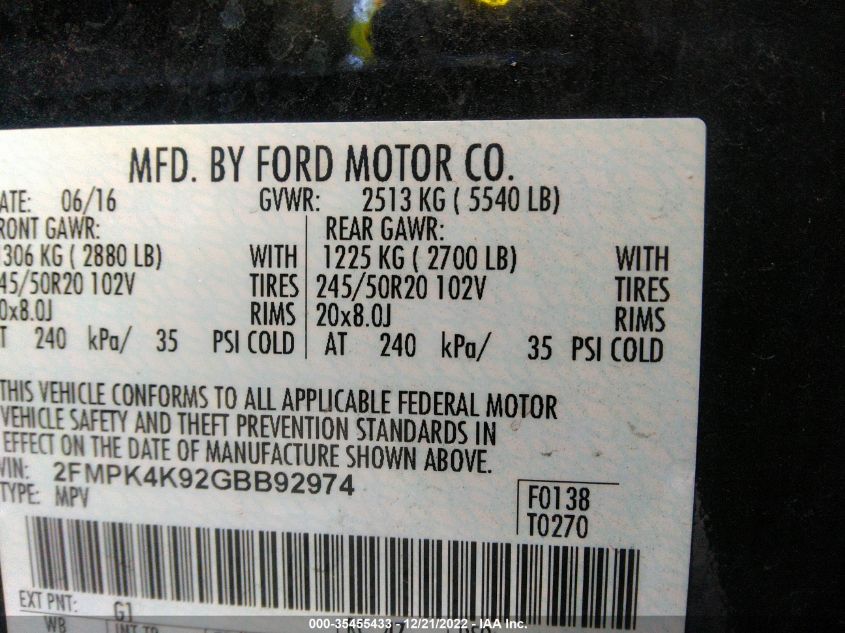 MFD. BY FORD MOTOR CO.
ATE: 06/16 GVWR: 2513 KG ( 5540 LB)
RONT GAWR: REAR GAWR:
306 KG ( 2880 LB) WITH 1225 KG ( 2700 LB) WITH
45/50R20 102V TIRES 245/50R20 102V TIRES
0x8.0J RIMS 20x8.0J RIMS
T 240 kPa/ 35 PSI COLD AT 240 kPa/ 35 PSI COLD
THIS VEHICLE CONFORMS TO ALL APPLICABLE FEDERAL MOTOR
VEHICLE SAFETY AND THEFT PREVENTION STANDARDS IN
EFFECT ON THE DATE OF MANUFACTURE SHOWN ABOVE.
VIN: 2FMPK4K92GBB92974
TYPE: MPV
F0138
T0270
EXT PNT: G1
WB INT TR
000-35455433 - 12/21/2022 - IAA Inc.